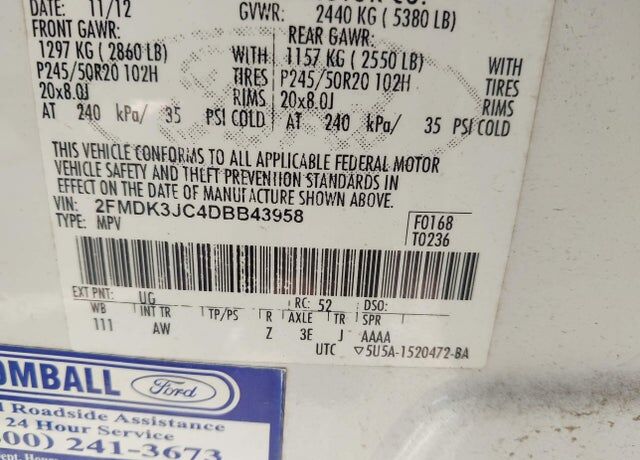 DATE: 11/12
GVWR: 2440 KG ( 5380 LB)
FRONT GAWR:
1297 KG ( 2860 LB)
P245/50R20 102H
20x8.0J
AT 240 kPa/ 35 PSI COLD
WITH
TIRES
RIMS
REAR GAWR:
1157 KG ( 2550 LB)
P245/50R20 102H
20x8.0J
AT 240 kPa/ 35 PSI COLD
WITH
TIRES
RIMS
THIS VEHICLE CONFORMS TO ALL APPLICABLE FEDERAL MOTOR
VEHICLE SAFETY AND THEFT PREVENTION STANDARDS IN
EFFECT ON THE DATE OF MANUFACTURE SHOWN ABOVE.
VIN: 2FMDK3JC4DBB43958
TYPE: MPV
F0168
T0236
EXT PNT: UG RC: 52 DSO:
WB INT TR TP/PS R AXLE TR SPR
111 AW Z 3E J AAAA
UTC ▽5U5A-1520472-BA
OMBALL Ford
Roadside Assistance
24 Hour Service
00) 241-3673